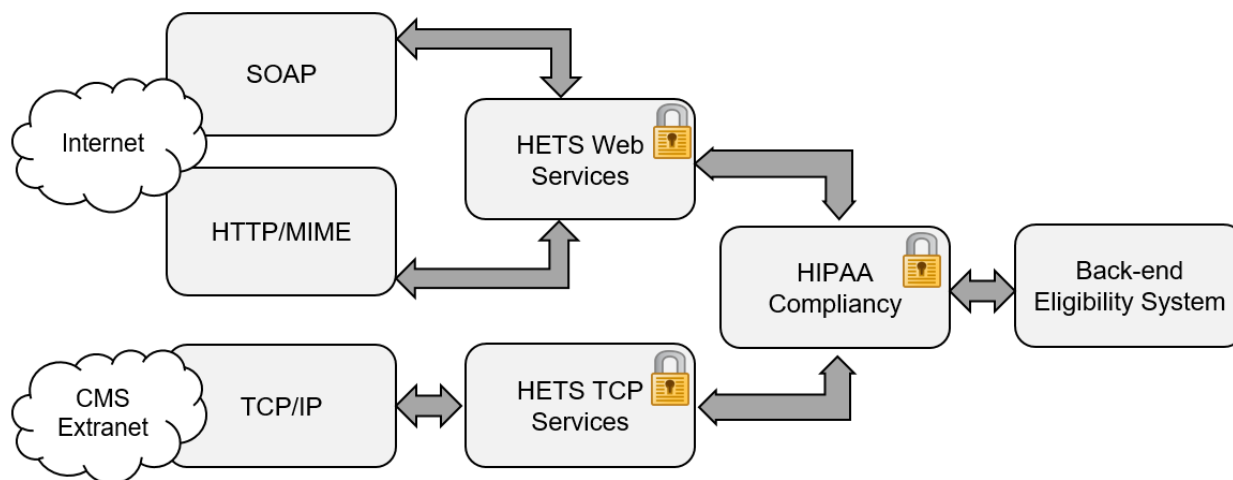 SOAP
Internet
HTTP/MIME
HETS Web
Services
HIPAA
Compliancy
Back-end
Eligibility System
CMS
Extranet
TCP/IP
HETS TCP
Services